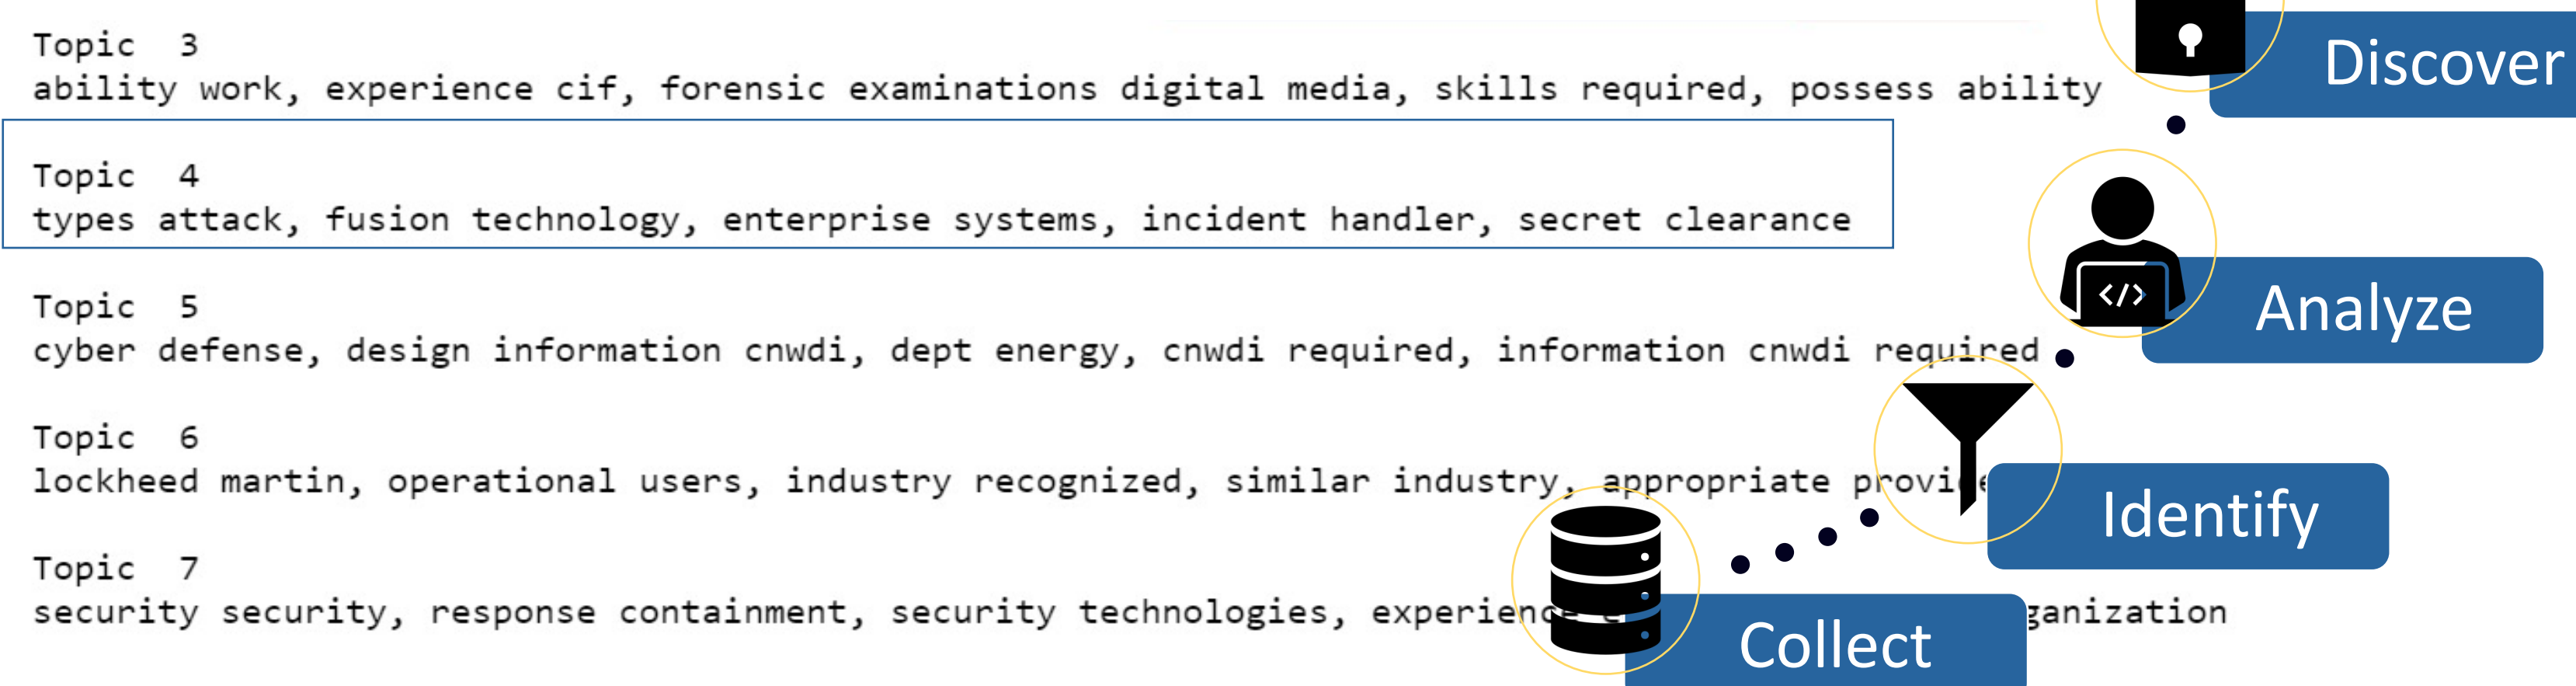 Topic 3
ability work, experience cif, forensic examinations digital media, skills required, possess ability
Topic 4
types attack, fusion technology, enterprise systems, incident handler, secret clearance
Topic 5
cyber defense, design information cnwdi, dept energy, cnwdi required, information cnwdi required
Topic 6
lockheed martin, operational users, industry recognized, similar industry, appropriate
Topic 7
security security, response containment, security technologies, experience
Discover
Analyze
Identify
Collect